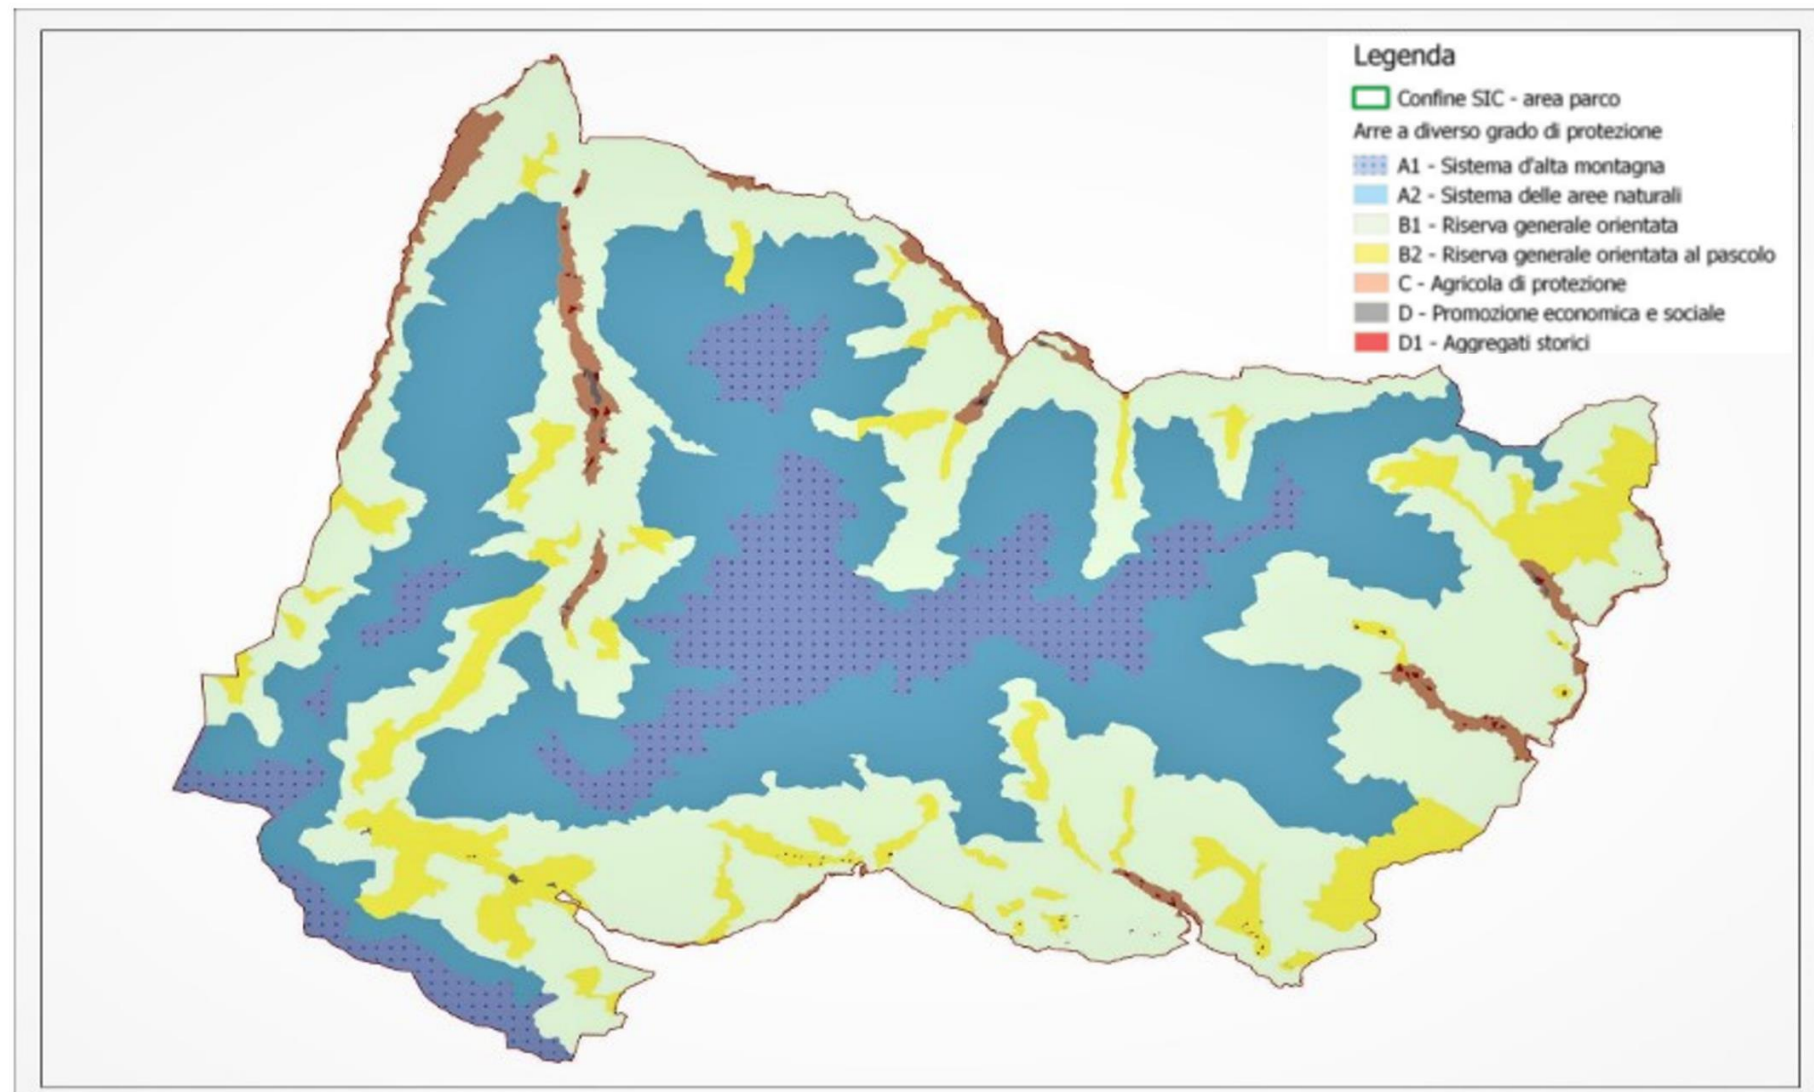 Legenda
Confine SIC - area parco
Arre a diverso grado di protezione
A1 - Sistema d'alta montagna
A2 - Sistema delle aree naturali
B1 - Riserva generale orientata
B2 - Riserva generale orientata al pascolo
C - Agricola di protezione
D - Promozione economica e sociale
D1 - Aggregati storici